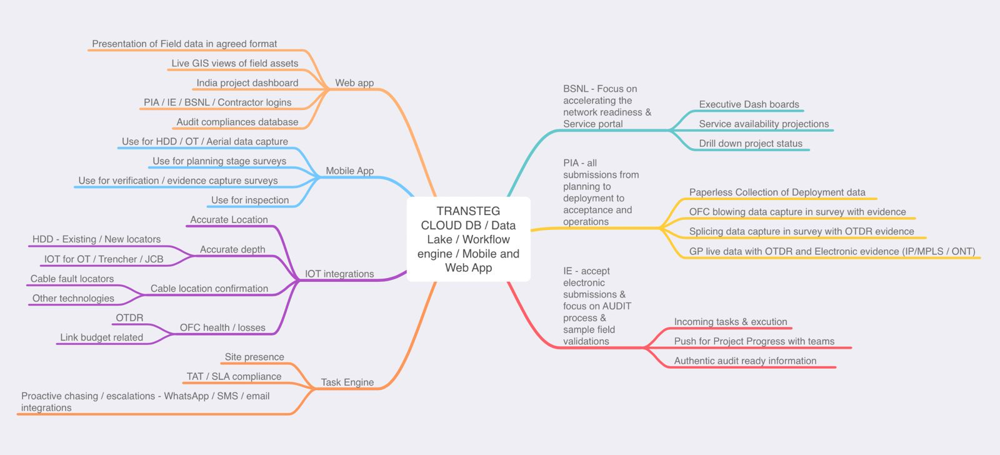 Presentation of Field data in agreed format
Live GIS views of field assets
India project dashboard
PIA / IE / BSNL / Contractor logins
Audit compliances database
Web app
Use for HDD / OT / Aerial data capture
Use for planning stage surveys
Use for verification / evidence capture surveys
Use for inspection
Mobile App
Accurate Location
HDD - Existing / New locators
IOT for OT / Trencher / JCB
Accurate depth
Cable fault locators
Other technologies
Cable location confirmation
OTDR
Link budget related
OFC health / losses
IOT integrations
Site presence
TAT / SLA compliance
Proactive chasing / escalations - WhatsApp / SMS / email
integrations
Task Engine
TRANSTEG
CLOUD DB / Data
Lake / Workflow
engine / Mobile and
Web App
BSNL - Focus on
accelerating the
network readiness &
Service portal
Executive Dash boards
Service availability projections
Drill down project status
PIA - all
submissions from
planning to
deployment to
acceptance and
operations
Paperless Collection of Deployment data
OFC blowing data capture in survey with evidence
Splicing data capture in survey with OTDR evidence
GP live data with OTDR and Electronic evidence (IP/MPLS / ONT)
IE - accept
electronic
submissions &
focus on AUDIT
process &
sample field
validations
Incoming tasks & excution
Push for Project Progress with teams
Authentic audit ready information